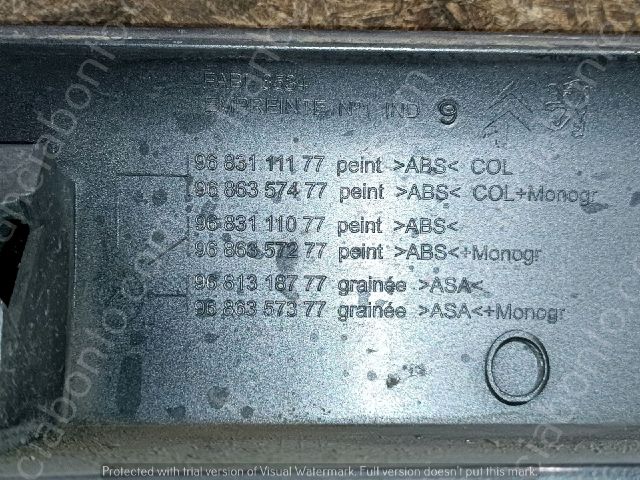 EMPREINTE N°1 IND 9
96 831 111 77 peint >ABS< COL
96 863 574 77 peint >ABS< COL+Monogr
96 831 110 77 peint >ABS<
96 863 572 77 peint >ABS<+Monogr
96 813 187 77 grainée >ASA<
96 863 573 77 grainée >ASA<+Monogr
Protected with free version of Visual Watermark. Full version doesn't put this mark.